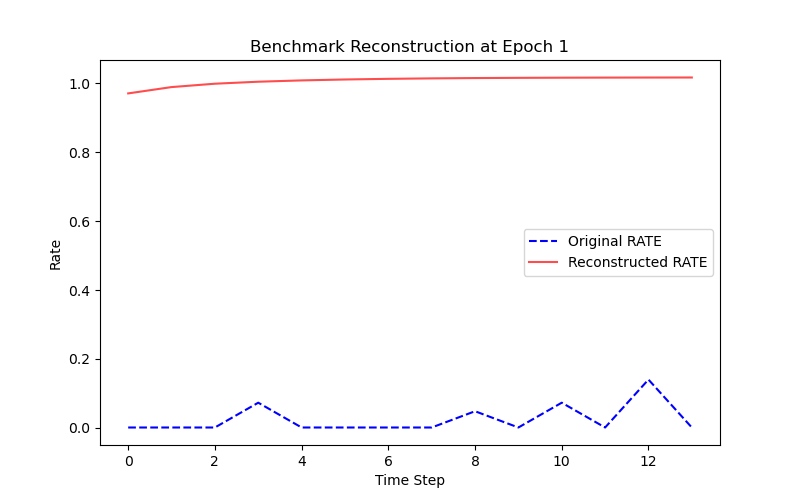 Benchmark Reconstruction at Epoch 1
1.0
0.8
0.6
0.4
0.2
0.0
Rate
Original RATE
Reconstructed RATE
0 2 4 6 8 10 12
Time Step